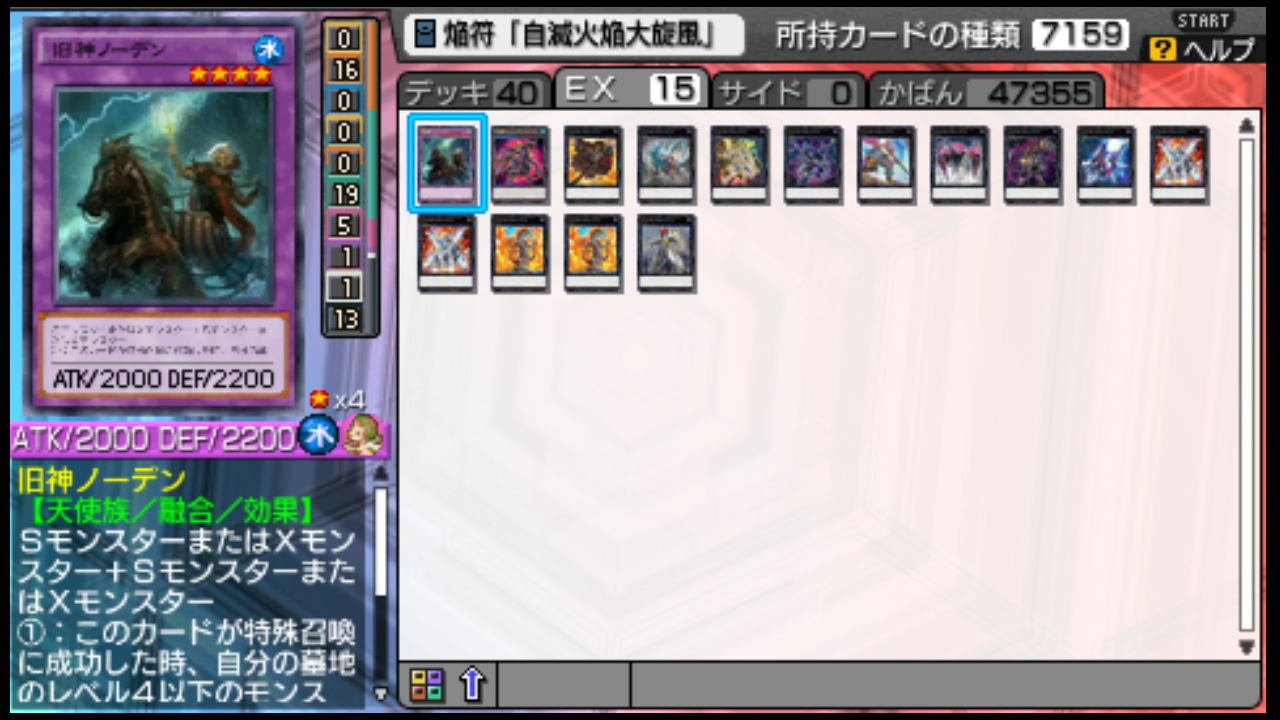 旧神ノーデン
水
ATK/2000 DEF/2200
0
16
0
0
0
19
5
1
1
13
x4
ATK/2000 DEF/2200
水
旧神ノーデン
【天使族／融合／効果】
SモンスターまたはXモン
スター＋Sモンスターまた
はXモンスター
①：このカードが特殊召喚
に成功した時、自分の墓地
のレベル4以下のモンス
焔符「自滅火焔大旋風」
所持カードの種類 7159
START
? ヘルプ
デッキ 40
EX 15
サイド 0
かばん 47355